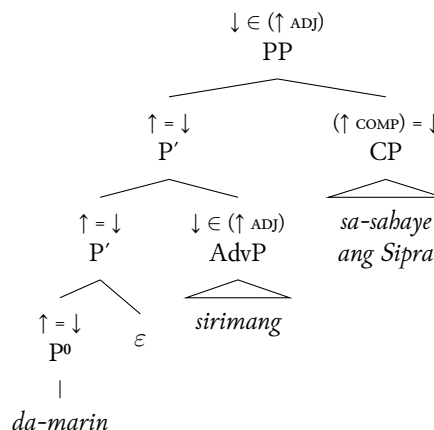 ↓ ∈ (↑ ADJ)
PP
↑ = ↓ (↑ COMP) = ↓
P′ CP
↑ = ↓ ↓ ∈ (↑ ADJ) sa-sahaye
P′ AdvP ang Sipra
↑ = ↓ ε sirimang
P⁰
da-marin